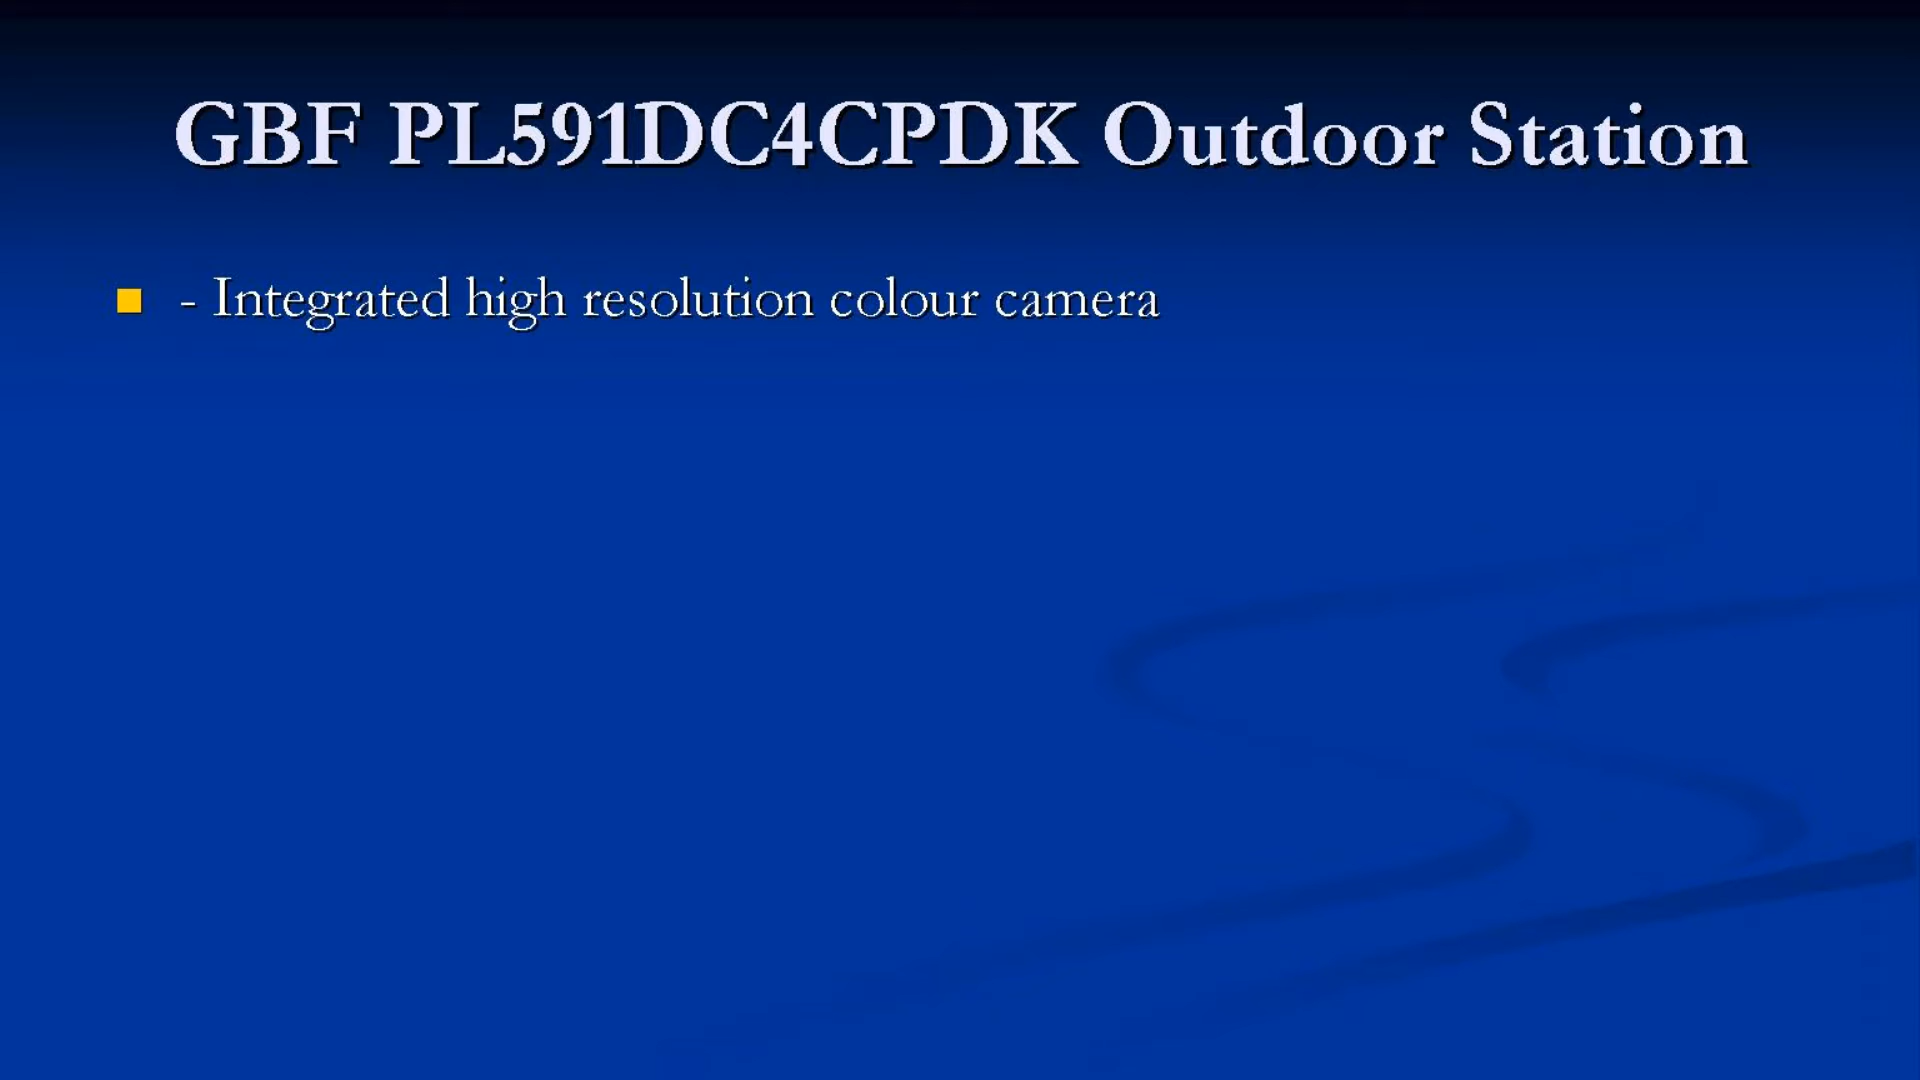 GBF PL591DC4CPDK Outdoor Station
- Integrated high resolution colour camera